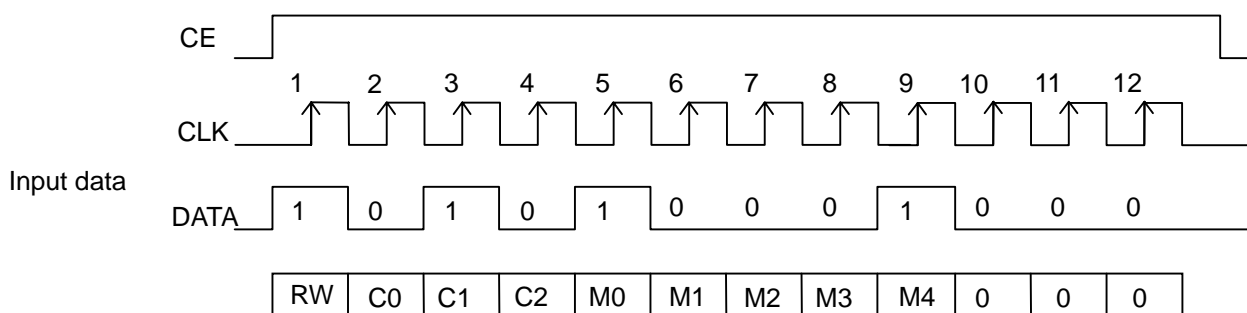 CE
1 2 3 4 5 6 7 8 9 10 11 12
CLK
Input data
DATA 1 0 1 0 1 0 0 0 1 0 0 0
RW C0 C1 C2 M0 M1 M2 M3 M4 0 0 0